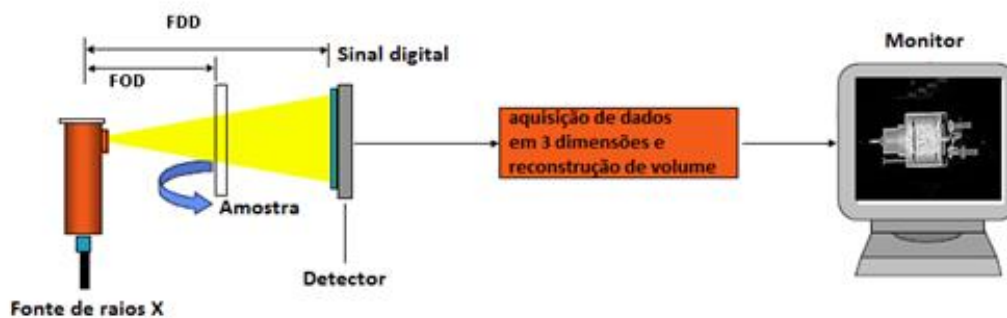 FDD
Sinal digital
Monitor
FOD
aquisição de dados
em 3 dimensões e
reconstrução de volume
Amostra
Detector
Fonte de raios X